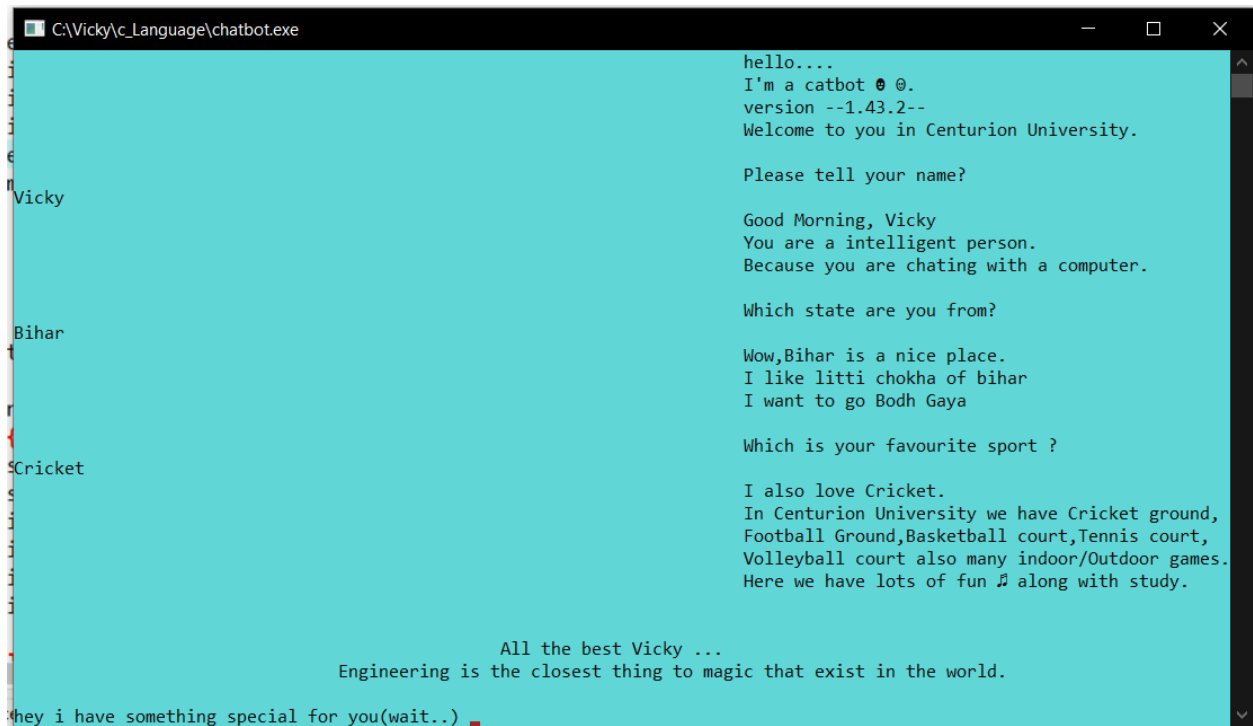 C:\Vicky\c_Language\chatbot.exe
hello....
I'm a catbot ☻ ☺.
version --1.43.2--
Welcome to you in Centurion University.
Please tell your name?
Vicky
Good Morning, Vicky
You are a intelligent person.
Because you are chating with a computer.
Which state are you from?
Bihar
Wow,Bihar is a nice place.
I like litti chokha of bihar
I want to go Bodh Gaya
Which is your favourite sport ?
Cricket
I also love Cricket.
In Centurion University we have Cricket ground,
Football Ground,Basketball court,Tennis court,
Volleyball court also many indoor/Outdoor games.
Here we have lots of fun ♫ along with study.
All the best Vicky ...
Engineering is the closest thing to magic that exist in the world.
hey i have something special for you(wait..)